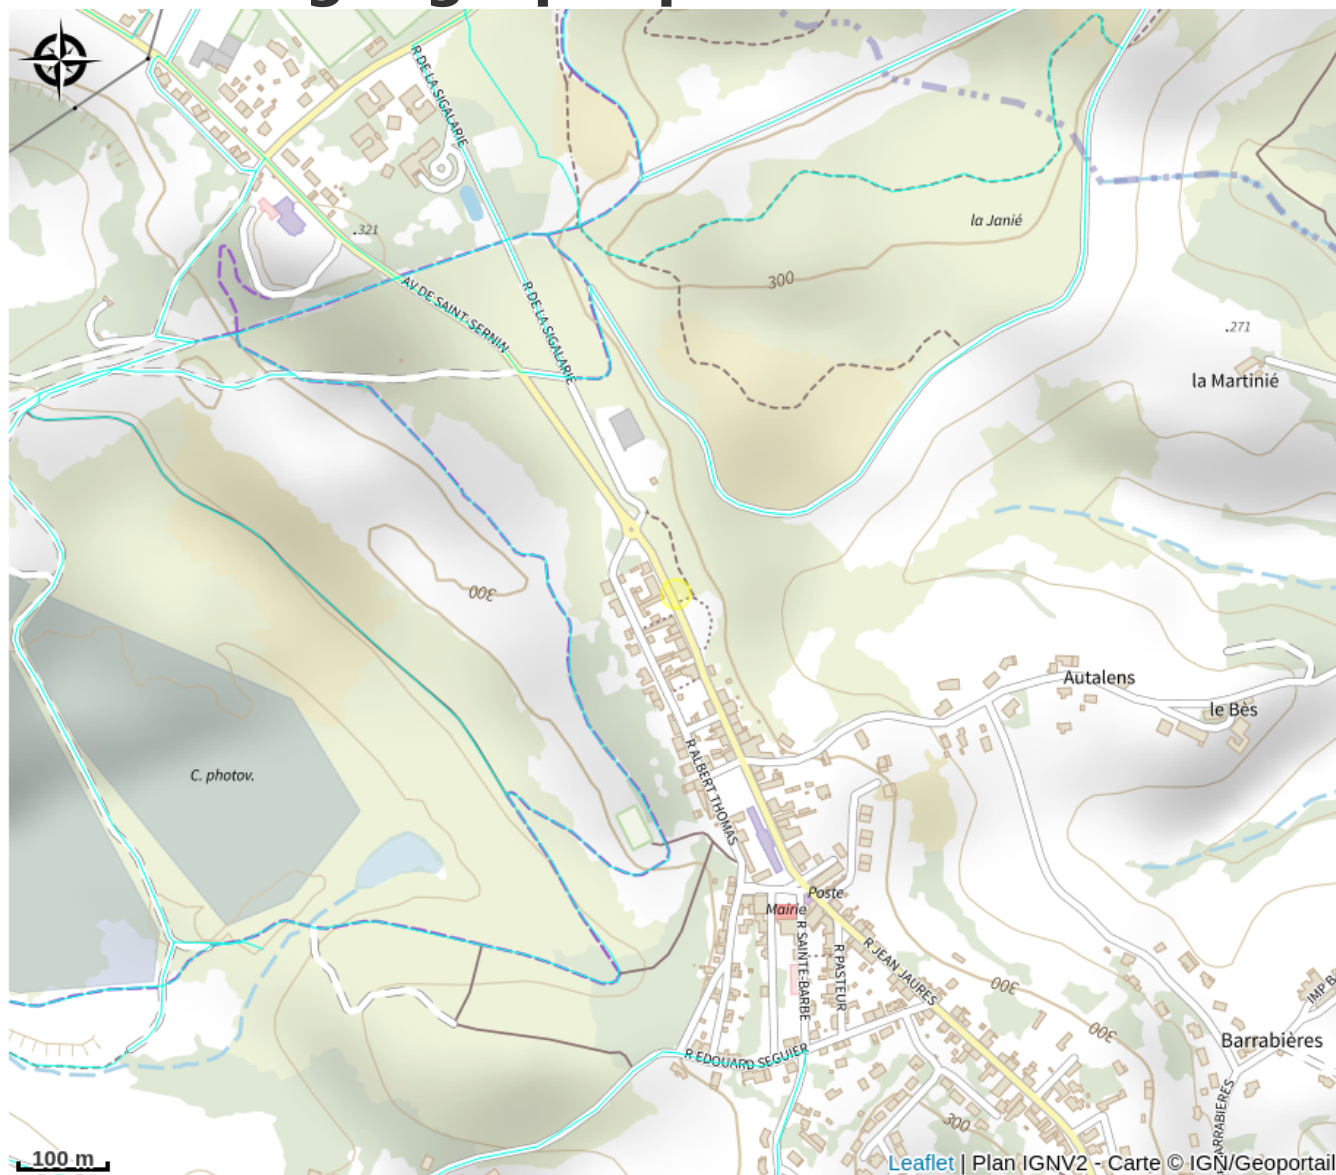 R DE LA SIGALARIE
321
la Janié
300
AV DE SAINT-SERNIN
R DE LA SIGALARIE
271
la Martinié
300
Autalens
le Bès
C. photov.
R ALBERT THOMAS
Poste
Mairie
R SAINTE-BARBE
R PASTEUR
R JEAN JAURES
300
300
IMP B
Barrabières
R EDOUARD SEGUIER
300
ARRABIERES
100 m
Leaflet | Plan IGNV2 - Carte © IGN/Geoportail